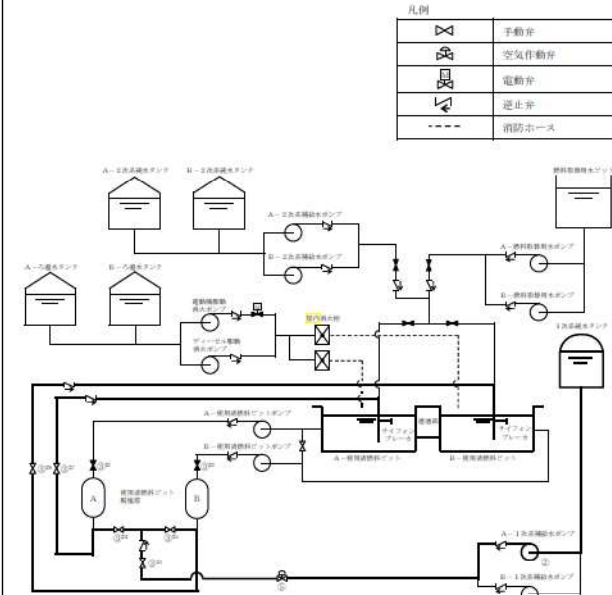 凡例
手動弁
空気作動弁
M
電動弁
逆止弁
消防ホース
A-2次系純水タンク
B-2次系純水タンク
燃料取替用水ピット
A-2次系補給水ポンプ
B-2次系補給水ポンプ
A-燃料取替用水ポンプ
B-燃料取替用水ポンプ
A-ろ過水タンク
B-ろ過水タンク
電動機駆動
消火ポンプ
ディーゼル駆動
消火ポンプ
屋内消火栓
1次系純水タンク
A-使用済燃料ピットポンプ
B-使用済燃料ピットポンプ
サイフォン
ブレーカ
サイフォン
ブレーカ
A-使用済燃料ピット
B-使用済燃料ピット
A
使用済燃料ピット
脱塩塔
B
A-1次系補給水ポンプ
②
B-1次系補給水ポンプ